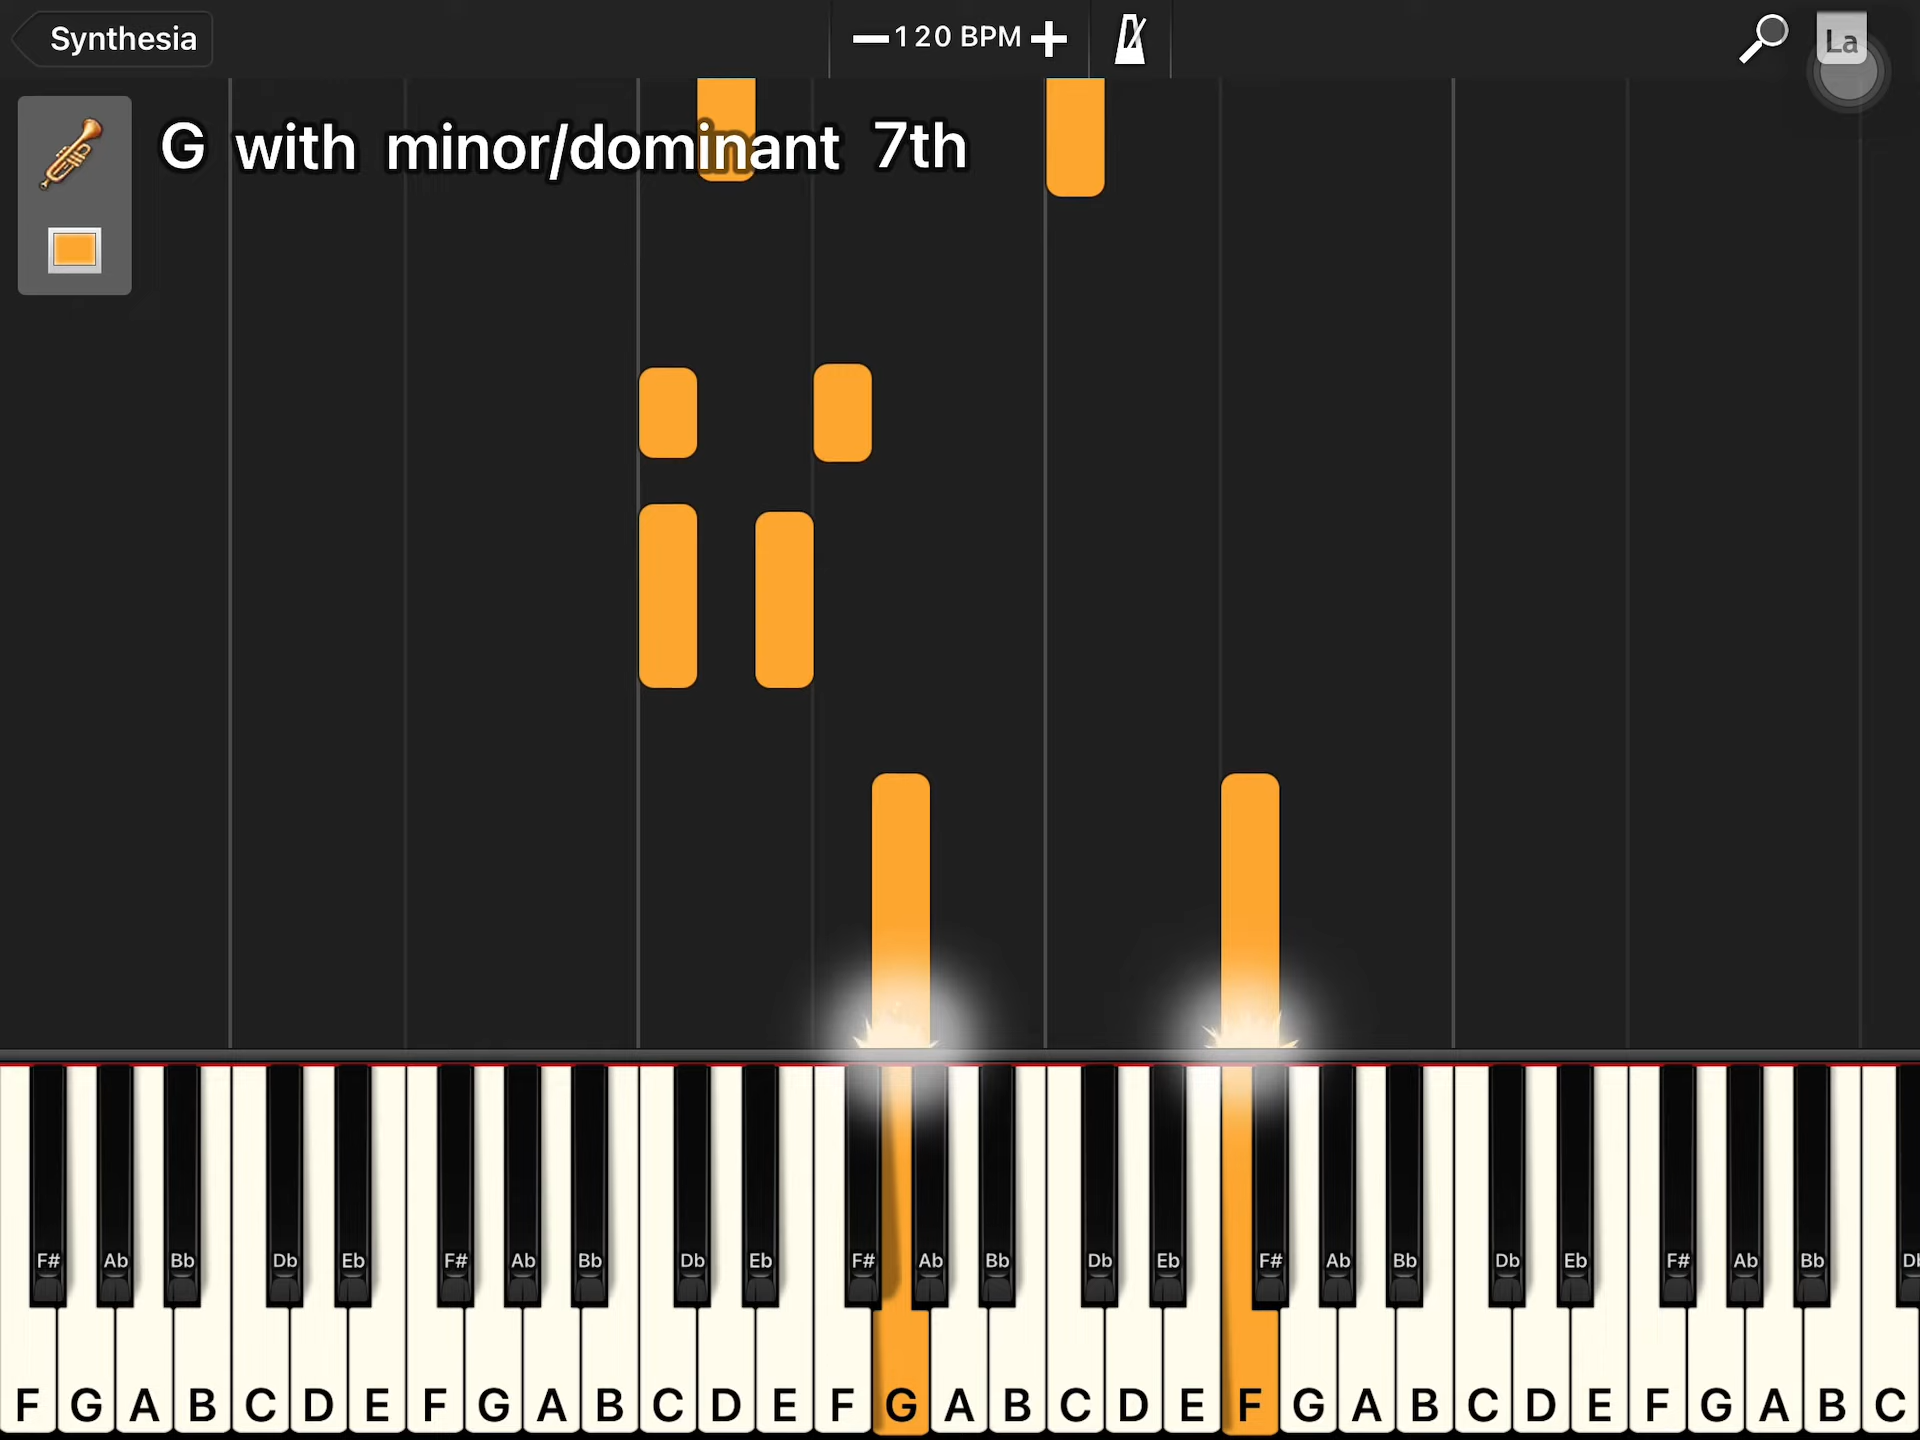 Synthesia
120 BPM
La
G with minor/dominant 7th
F# Ab Bb Db Eb F# Ab Bb Db Eb F# Ab Bb Db Eb F# Ab Bb Db Eb F# Ab Bb
F G A B C D E F G A B C D E F G A B C D E F G A B C D E F G A B C